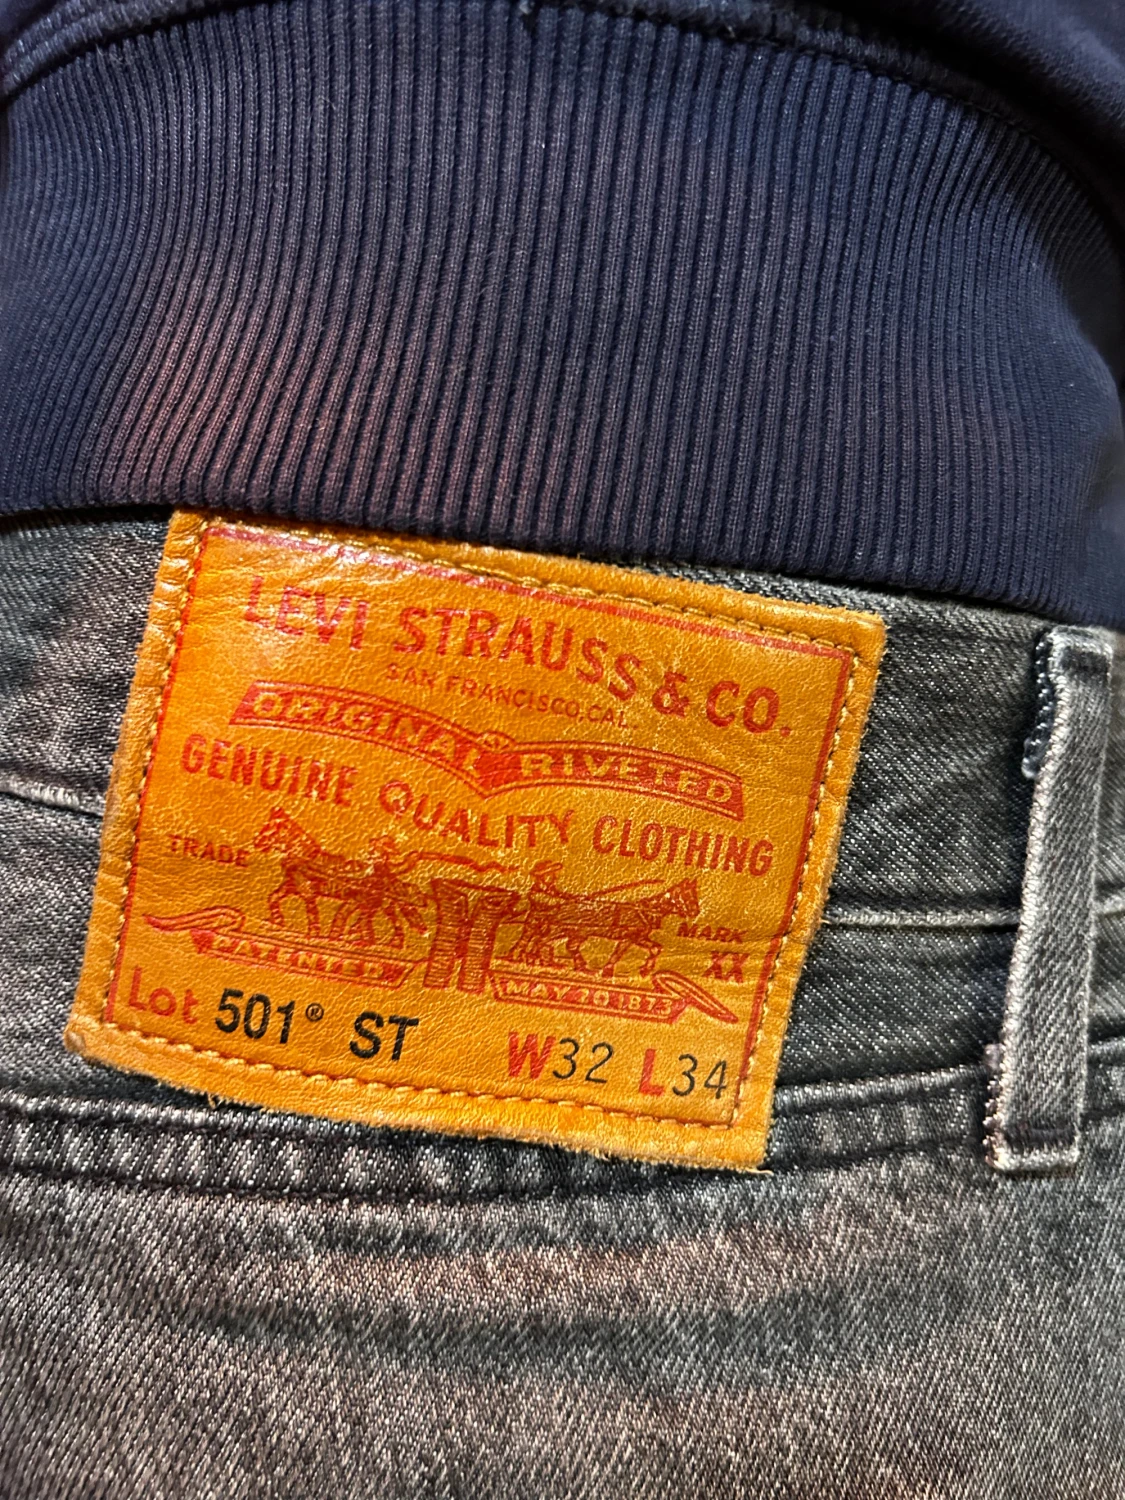 LEVI STRAUSS & CO.
SAN FRANCISCO, CAL.
ORIGINAL RIVETED
GENUINE QUALITY CLOTHING
TRADE MARK
XX
PATENTED MAY 20 1873
Lot 501® ST W32 L34